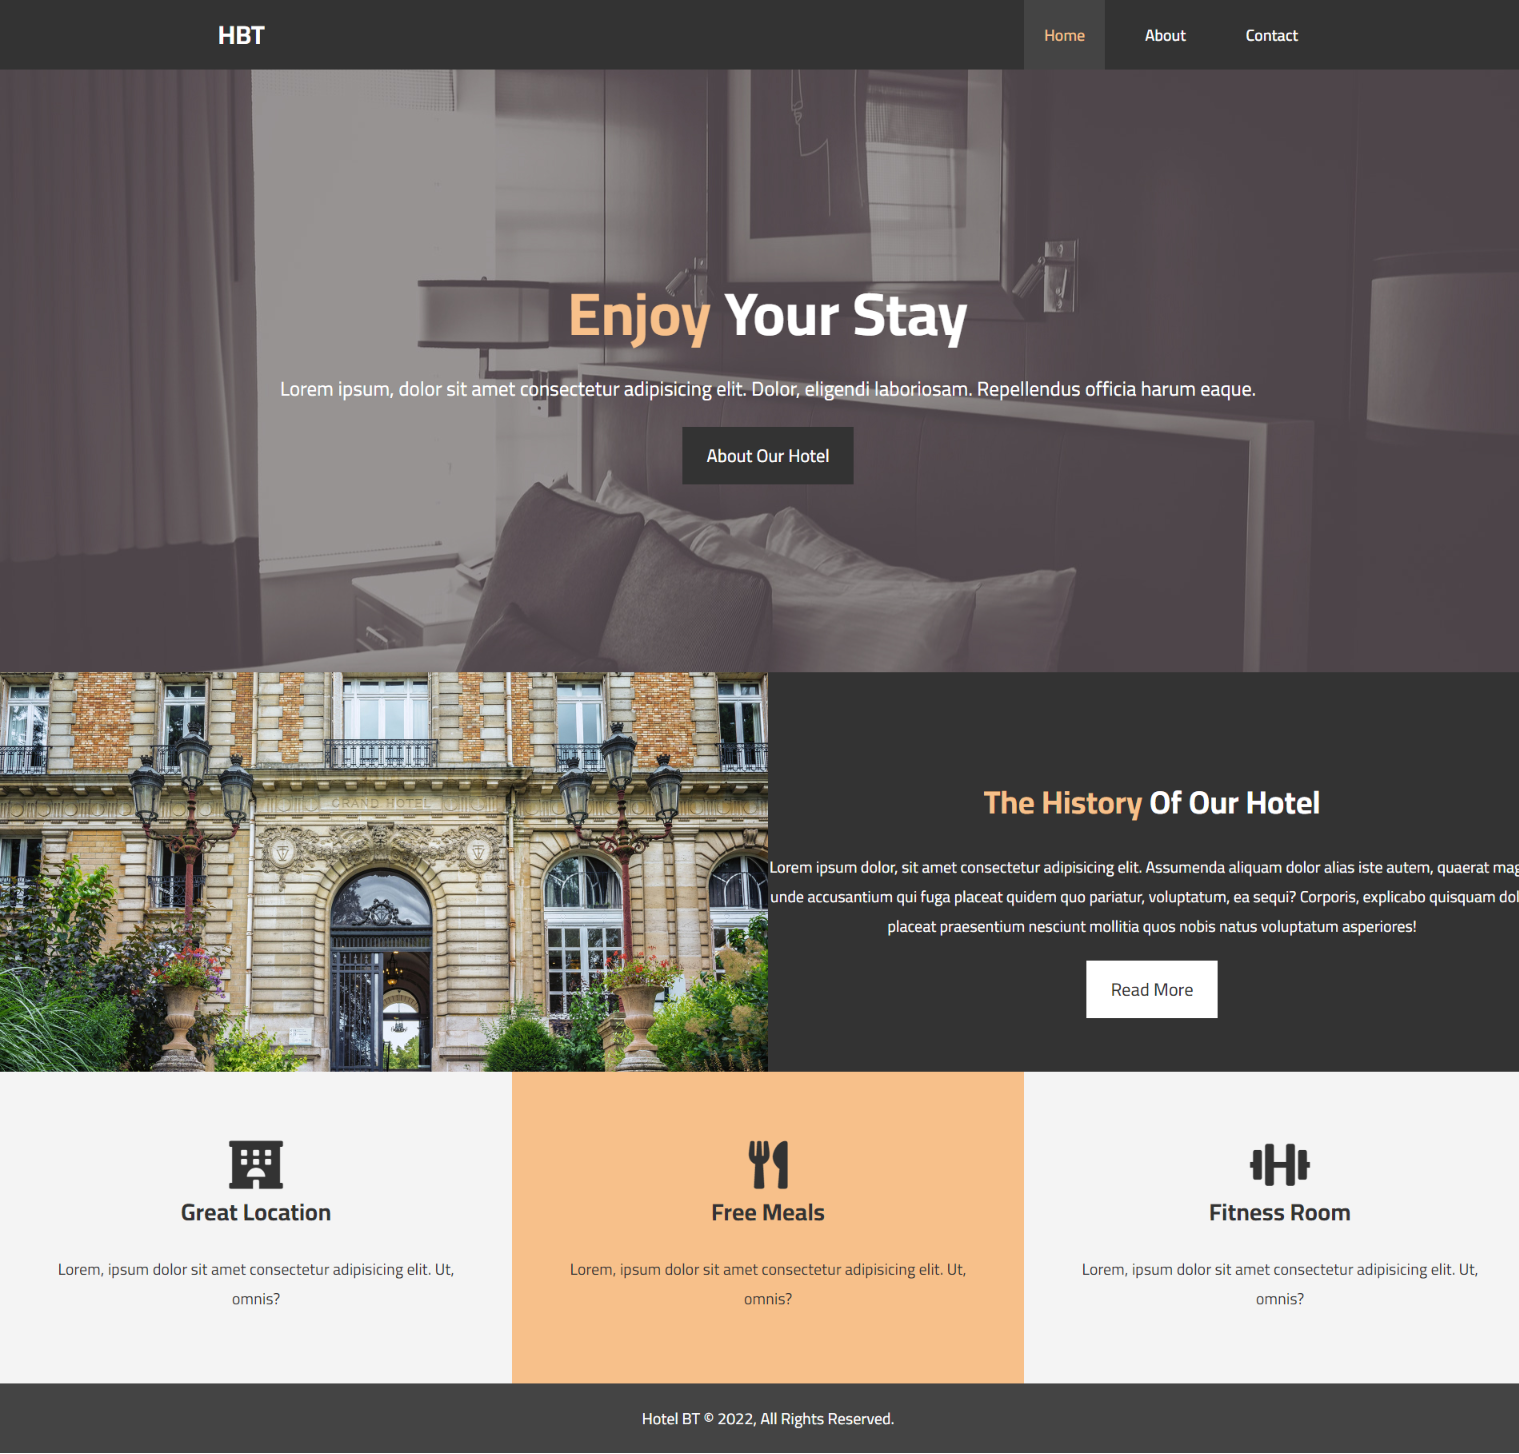 HBT
Home About Contact
Enjoy Your Stay
Lorem ipsum, dolor sit amet consectetur adipisicing elit. Dolor, eligendi laboriosam. Repellendus officia harum eaque.
About Our Hotel
GRAND HOTEL
The History Of Our Hotel
Lorem ipsum dolor, sit amet consectetur adipisicing elit. Assumenda aliquam dolor alias iste autem, quaerat mag
unde accusantium qui fuga placeat quidem quo pariatur, voluptatum, ea sequi? Corporis, explicabo quisquam dol
placeat praesentium nesciunt mollitia quos nobis natus voluptatum asperiores!
Read More
Great Location
Lorem, ipsum dolor sit amet consectetur adipisicing elit. Ut,
omnis?
Free Meals
Lorem, ipsum dolor sit amet consectetur adipisicing elit. Ut,
omnis?
Fitness Room
Lorem, ipsum dolor sit amet consectetur adipisicing elit. Ut,
omnis?
Hotel BT © 2022, All Rights Reserved.